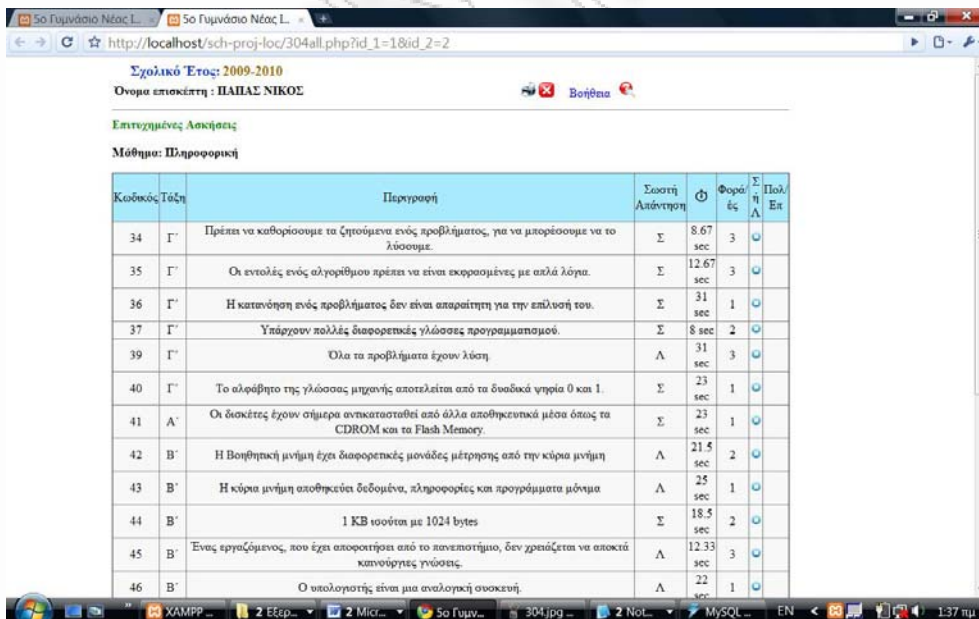 5ο Γυμνάσιο Νέας Ι...
5ο Γυμνάσιο Νέας Ι...
http://localhost/sch-proj-loc/304all.php?id_1=1&id_2=2
Σχολικό Έτος: 2009-2010
Όνομα επισκέπτη : ΠΑΠΑΣ ΝΙΚΟΣ
Βοήθεια
Επιτυχημένες Ασκήσεις
Μάθημα: Πληροφορική
Κωδικός Τάξη Περιγραφή Σωστή Απάντηση Φορά/ές Σ ή Λ Πολ/Επ
34 Γ΄ Πρέπει να καθορίσουμε τα ζητούμενα ενός προβλήματος, για να μπορέσουμε να το λύσουμε. Σ 8.67 sec 3
35 Γ΄ Οι εντολές ενός αλγορίθμου πρέπει να είναι εκφρασμένες με απλά λόγια. Σ 12.67 sec 3
36 Γ΄ Η κατανόηση ενός προβλήματος δεν είναι απαραίτητη για την επίλυσή του. Σ 31 sec 1
37 Γ΄ Υπάρχουν πολλές διαφορετικές γλώσσες προγραμματισμού. Σ 8 sec 2
39 Γ΄ Όλα τα προβλήματα έχουν λύση. Λ 31 sec 3
40 Γ΄ Το αλφάβητο της γλώσσας μηχανής αποτελείται από τα δυαδικά ψηφία 0 και 1. Σ 23 sec 1
41 Α΄ Οι δισκέτες έχουν σήμερα αντικατασταθεί από άλλα αποθηκευτικά μέσα όπως τα CDROM και τα Flash Memory. Σ 23 sec 1
42 Β΄ Η Βοηθητική μνήμη έχει διαφορετικές μονάδες μέτρησης από την κύρια μνήμη Λ 21.5 sec 2
43 Β΄ Η κύρια μνήμη αποθηκεύει δεδομένα, πληροφορίες και προγράμματα μόνιμα Λ 25 sec 1
44 Β΄ 1 KB ισούται με 1024 bytes Σ 18.5 sec 2
45 Β΄ Ένας εργαζόμενος, που έχει αποφοιτήσει από το πανεπιστήμιο, δεν χρειάζεται να αποκτά καινούργιες γνώσεις. Λ 12.33 sec 3
46 Β΄ Ο υπολογιστής είναι μια αναλογική συσκευή. Λ 22 sec 1
XAMPP ... 2 Εξερ... 2 Micr... 5ο Γυμν... 304.jpg ... 2 Not... MySQL ... EN 1:37 πμ